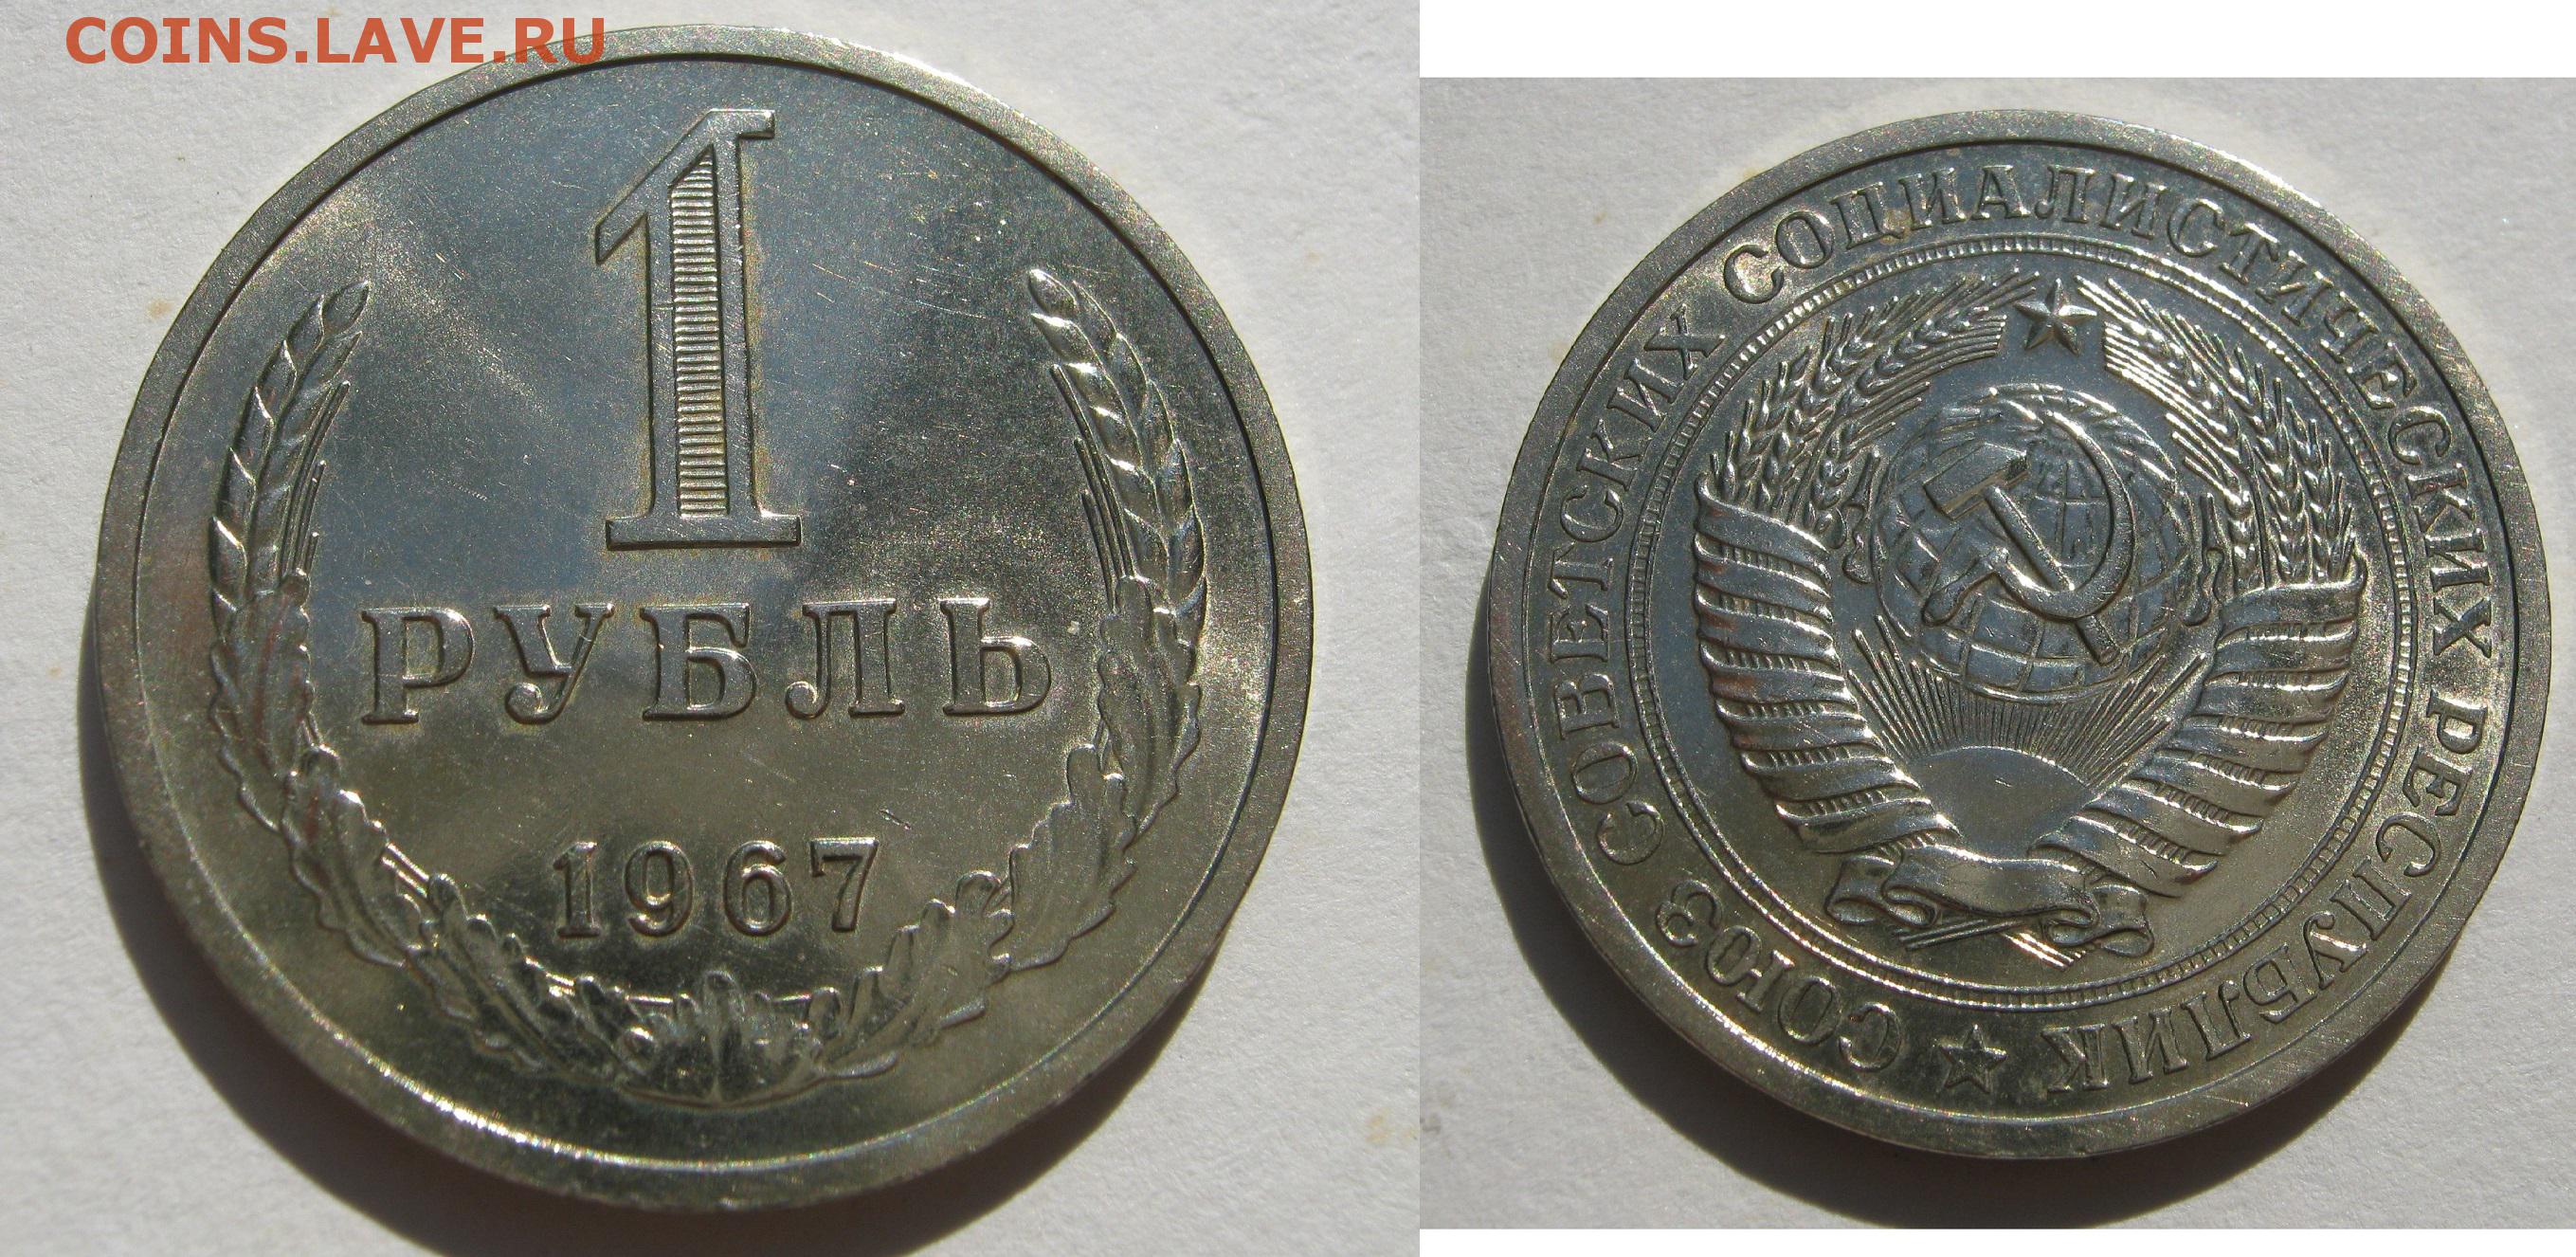 COINS.LAVE.RU
1
РУБЛЬ
1967
СОЮЗ СОВЕТСКИХ СОЦИАЛИСТИЧЕСКИХ РЕСПУБЛИК